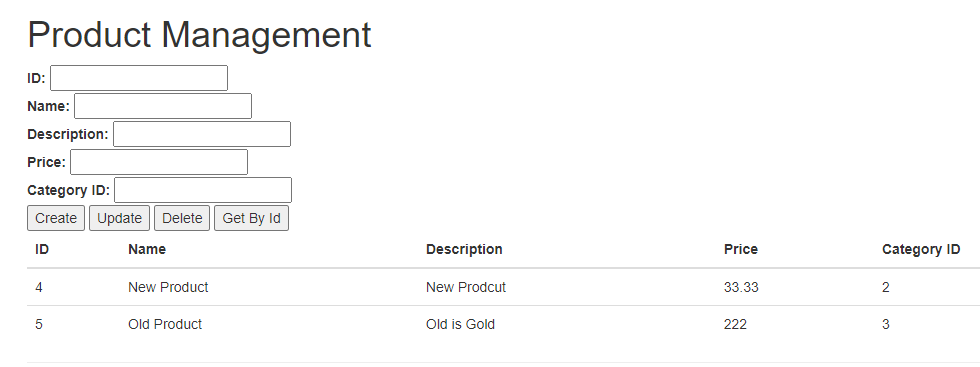 Product Management
ID:
Name:
Description:
Price:
Category ID:
Create Update Delete Get By Id
ID Name Description Price Category ID
4 New Product New Prodcut 33.33 2
5 Old Product Old is Gold 222 3